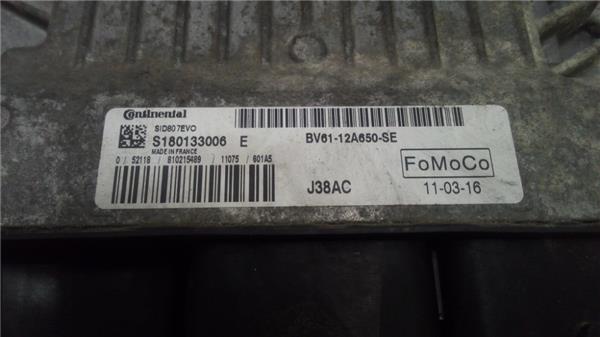 Continental
SID807EVO
S180133006 E
MADE IN FRANCE
BV61-12A650-SE
0 / 52118 / 810215489 / 11075 / 601A5
FoMoCo
J38AC
11-03-16